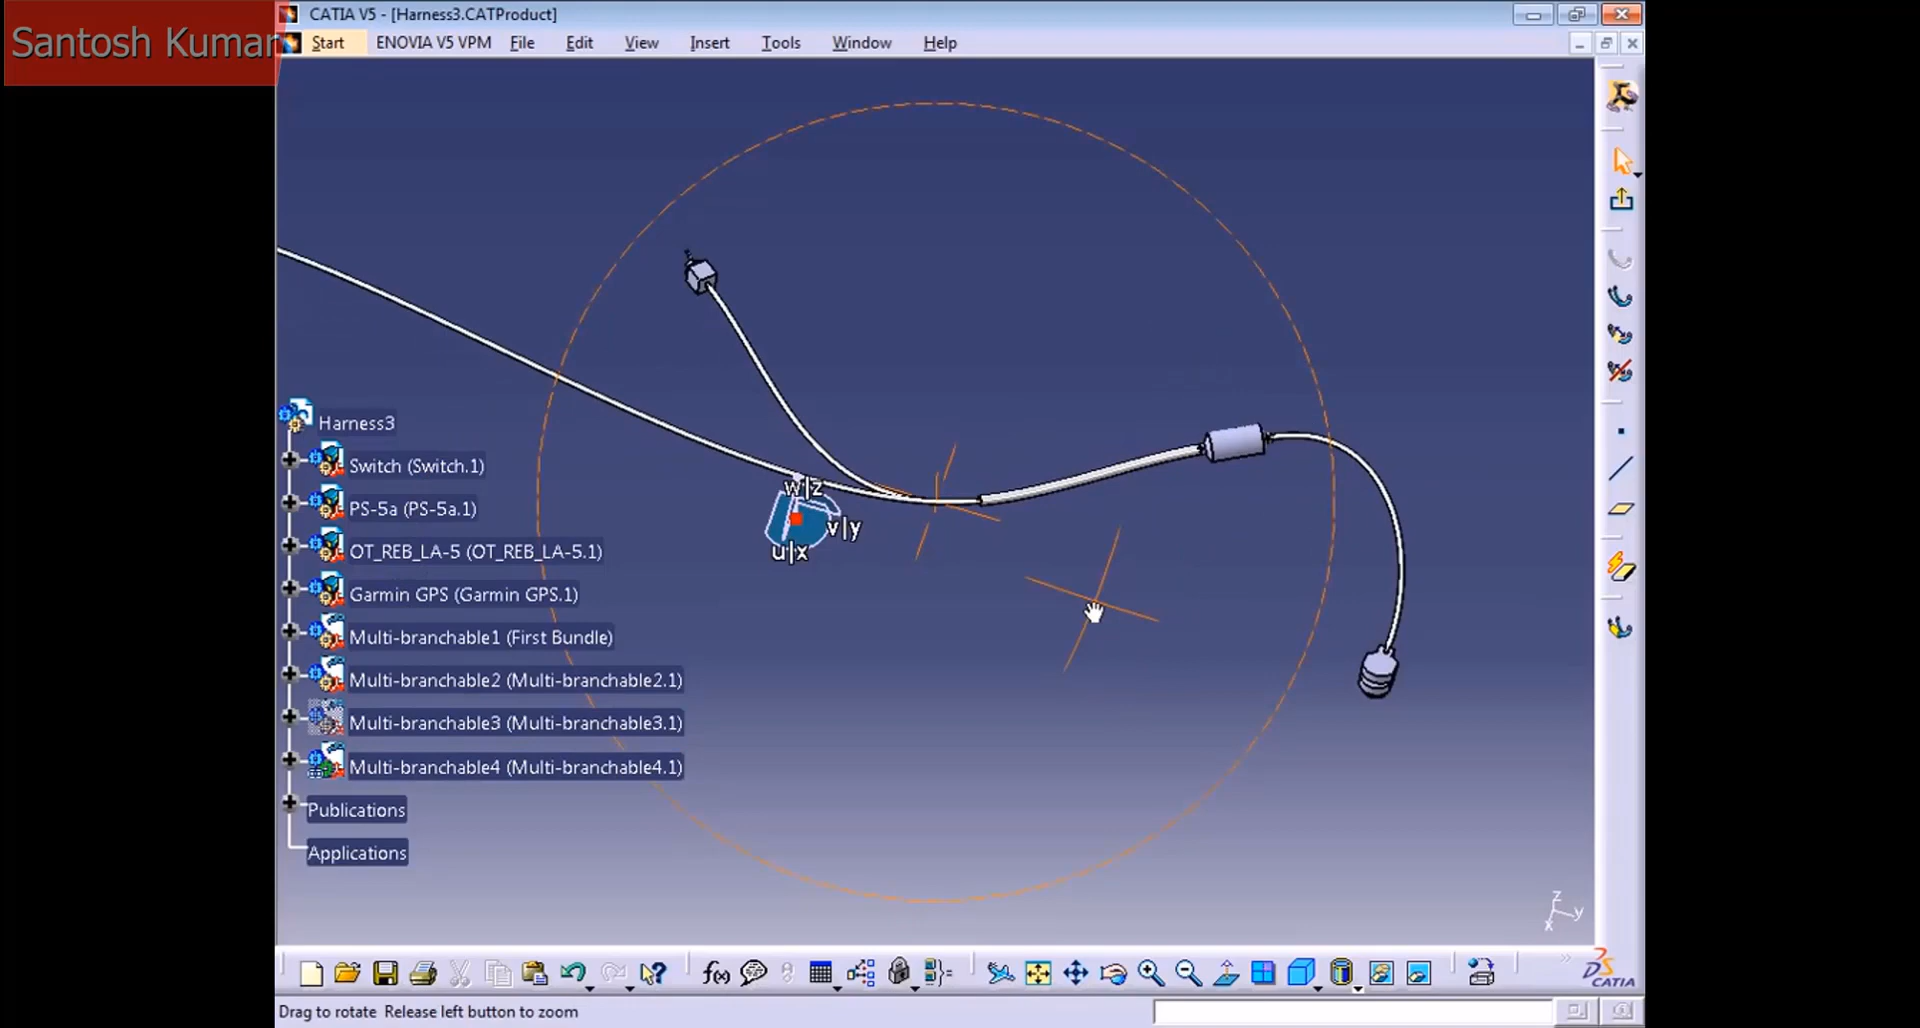 Santosh Kumar
CATIA V5 - [Harness3.CATProduct]
Start ENOVIA V5 VPM File Edit View Insert Tools Window Help
w|z
v|y
u|x
Harness3
Switch (Switch.1)
PS-5a (PS-5a.1)
OT_REB_LA-5 (OT_REB_LA-5.1)
Garmin GPS (Garmin GPS.1)
Multi-branchable1 (First Bundle)
Multi-branchable2 (Multi-branchable2.1)
Multi-branchable3 (Multi-branchable3.1)
Multi-branchable4 (Multi-branchable4.1)
Publications
Applications
z
y
x
f(x)
CATIA
Drag to rotate Release left button to zoom